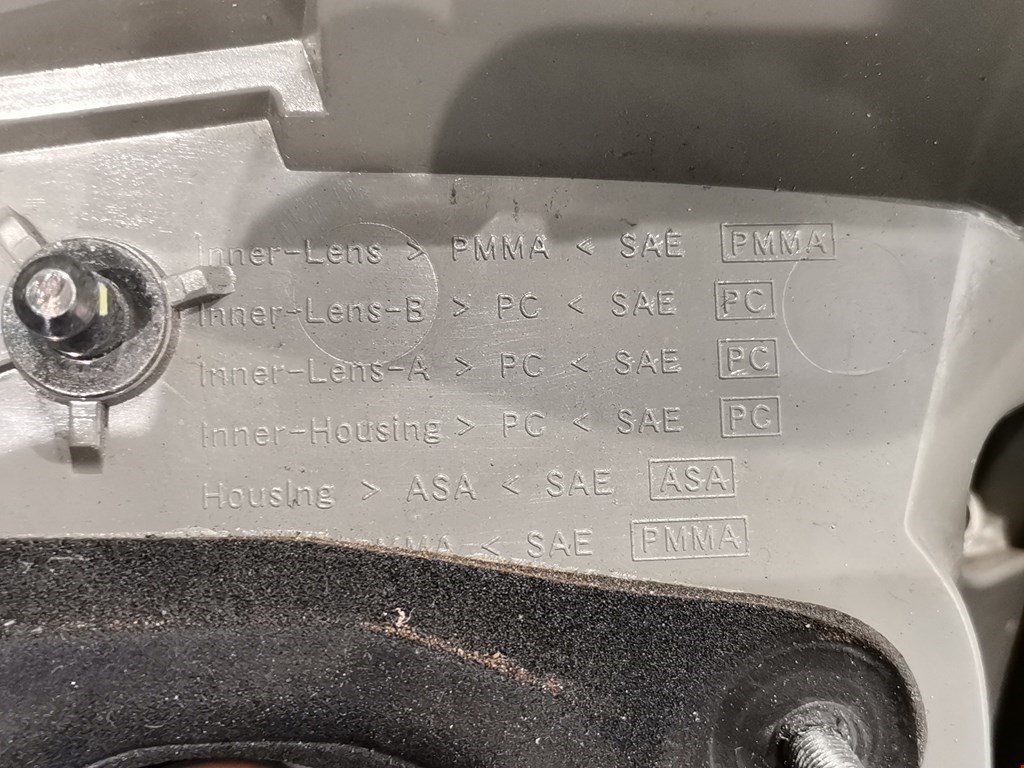 Inner-Lens > PMMA < SAE PMMA
Inner-Lens-B > PC < SAE PC
Inner-Lens-A > PC < SAE PC
Inner-Housing > PC < SAE PC
Housing > ASA < SAE ASA
PMMA < SAE PMMA